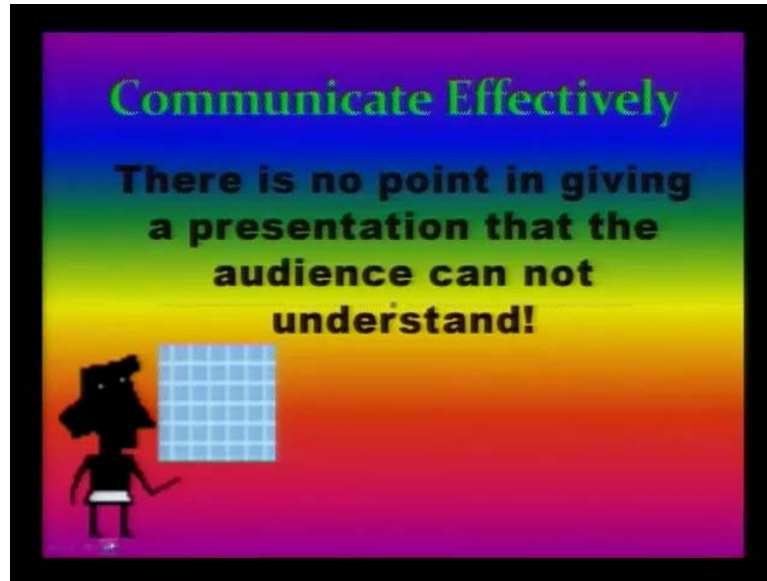 Communicate Effectively
There is no point in giving
a presentation that the
audience can not
understand!